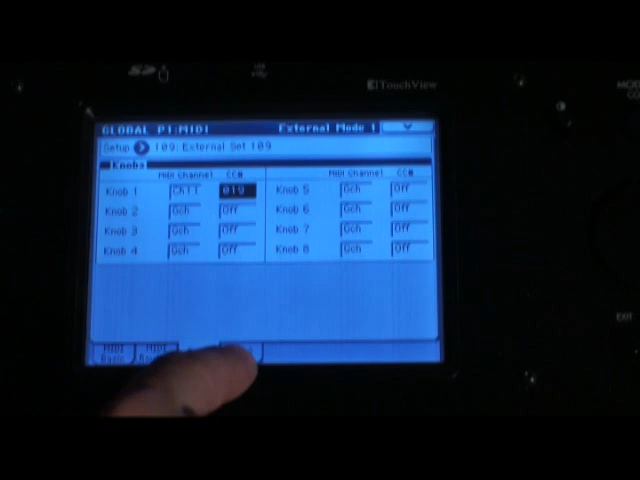 TouchView
GLOBAL P1:MIDI External Mode 1
Setup 109: External Set 109
Knobs
MIDI Channel CC# MIDI Channel CC#
Knob 1 Ch11 019 Knob 5 Gch Off
Knob 2 Gch Off Knob 6 Gch Off
Knob 3 Gch Off Knob 7 Gch Off
Knob 4 Gch Off Knob 8 Gch Off
EXIT
MIDI MIDI
Basic